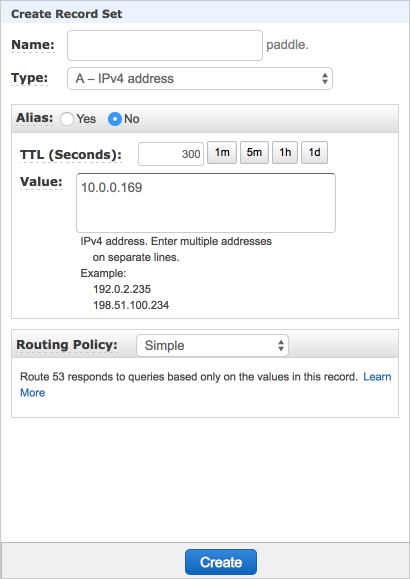 Create Record Set
Name: paddle.
Type: A – IPv4 address
Alias: Yes No
TTL (Seconds): 300 1m 5m 1h 1d
Value: 10.0.0.169
IPv4 address. Enter multiple addresses
on separate lines.
Example:
192.0.2.235
198.51.100.234
Routing Policy: Simple
Route 53 responds to queries based only on the values in this record. Learn
More
Create